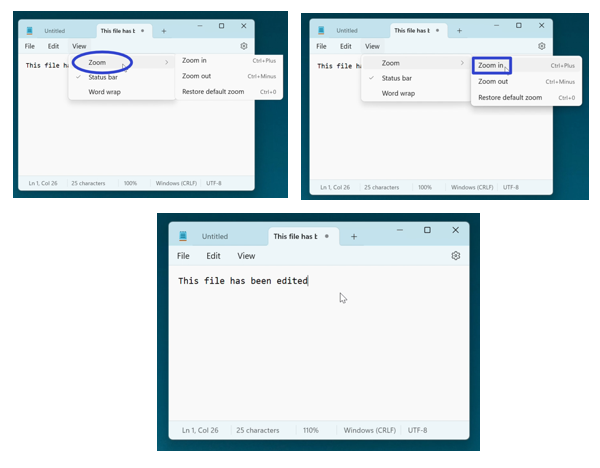 Untitled This file has b
File Edit View
This file ha
Zoom
Status bar
Word wrap
Zoom in Ctrl+Plus
Zoom out Ctrl+Minus
Restore default zoom Ctrl+0
Ln 1, Col 26 25 characters 100% Windows (CRLF) UTF-8
Untitled This file has b
File Edit View
This file ha
Zoom
Status bar
Word wrap
Zoom in Ctrl+Plus
Zoom out Ctrl+Minus
Restore default zoom Ctrl+0
Ln 1, Col 26 25 characters 100% Windows (CRLF) UTF-8
Untitled This file has b
File Edit View
This file has been edited
Ln 1, Col 26 25 characters 110% Windows (CRLF) UTF-8